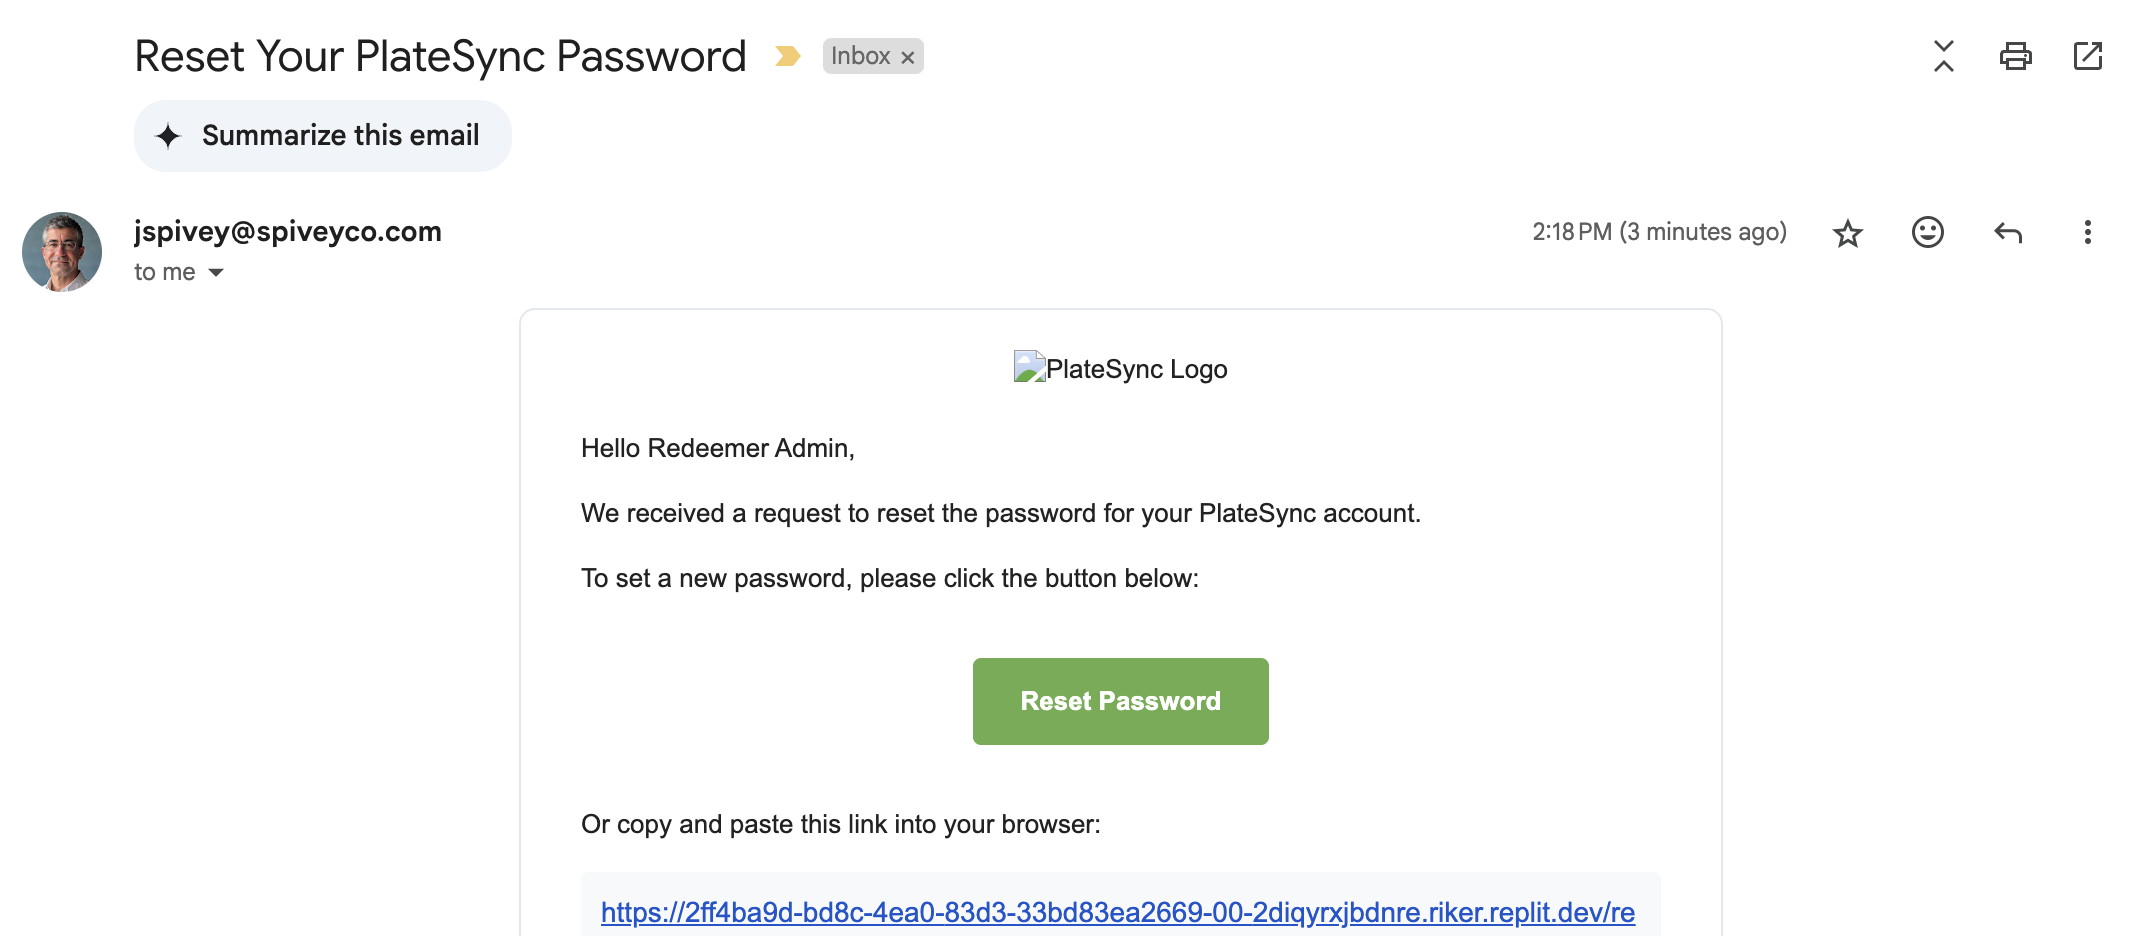 Reset Your PlateSync Password
Inbox ×
Summarize this email
jspivey@spiveyco.com
2:18 PM (3 minutes ago)
to me
PlateSync Logo
Hello Redeemer Admin,
We received a request to reset the password for your PlateSync account.
To set a new password, please click the button below:
Reset Password
Or copy and paste this link into your browser:
https://2ff4ba9d-bd8c-4ea0-83d3-33bd83ea2669-00-2diqyrxjbdnre.riker.replit.dev/re